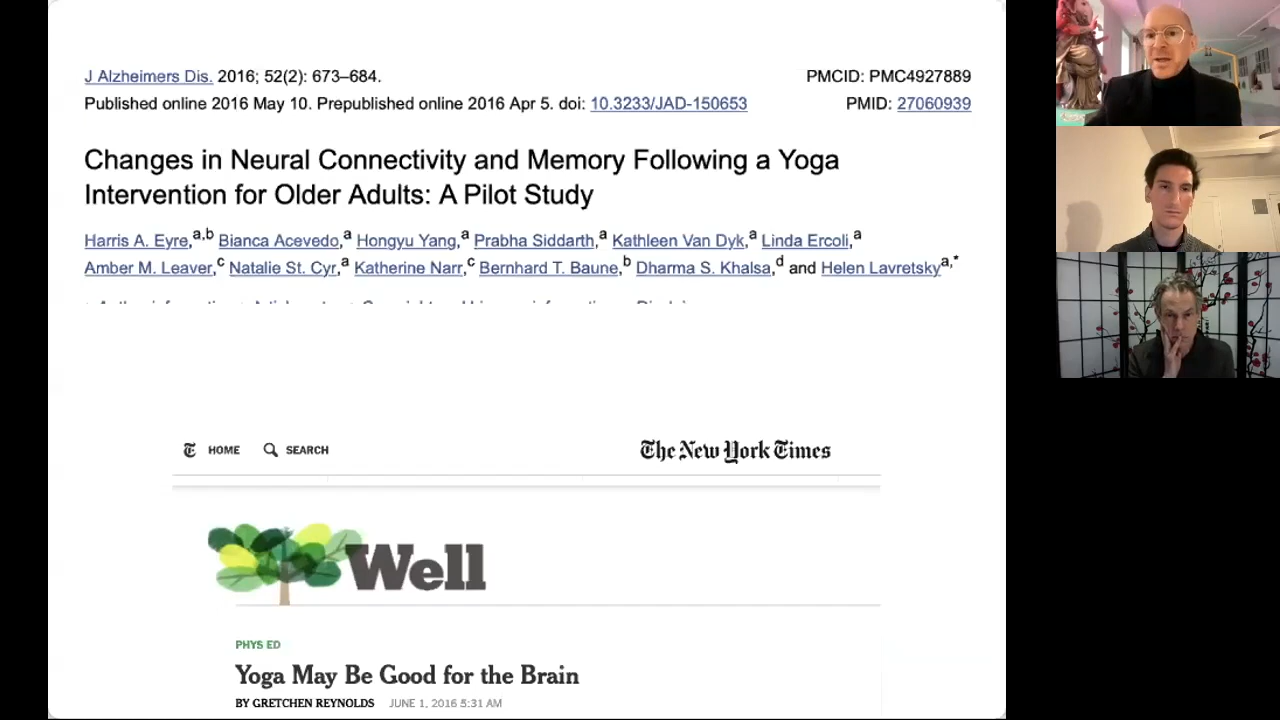 J Alzheimers Dis. 2016; 52(2): 673–684. PMCID: PMC4927889
Published online 2016 May 10. Prepublished online 2016 Apr 5. doi: 10.3233/JAD-150653 PMID: 27060939
Changes in Neural Connectivity and Memory Following a Yoga
Intervention for Older Adults: A Pilot Study
Harris A. Eyre,a,b Bianca Acevedo,a Hongyu Yang,a Prabha Siddarth,a Kathleen Van Dyk,a Linda Ercoli,a
Amber M. Leaver,c Natalie St. Cyr,a Katherine Narr,c Bernhard T. Baune,b Dharma S. Khalsa,d and Helen Lavretskya,*
HOME SEARCH The New York Times
Well
PHYS ED
Yoga May Be Good for the Brain
BY GRETCHEN REYNOLDS JUNE 1, 2016 5:31 AM